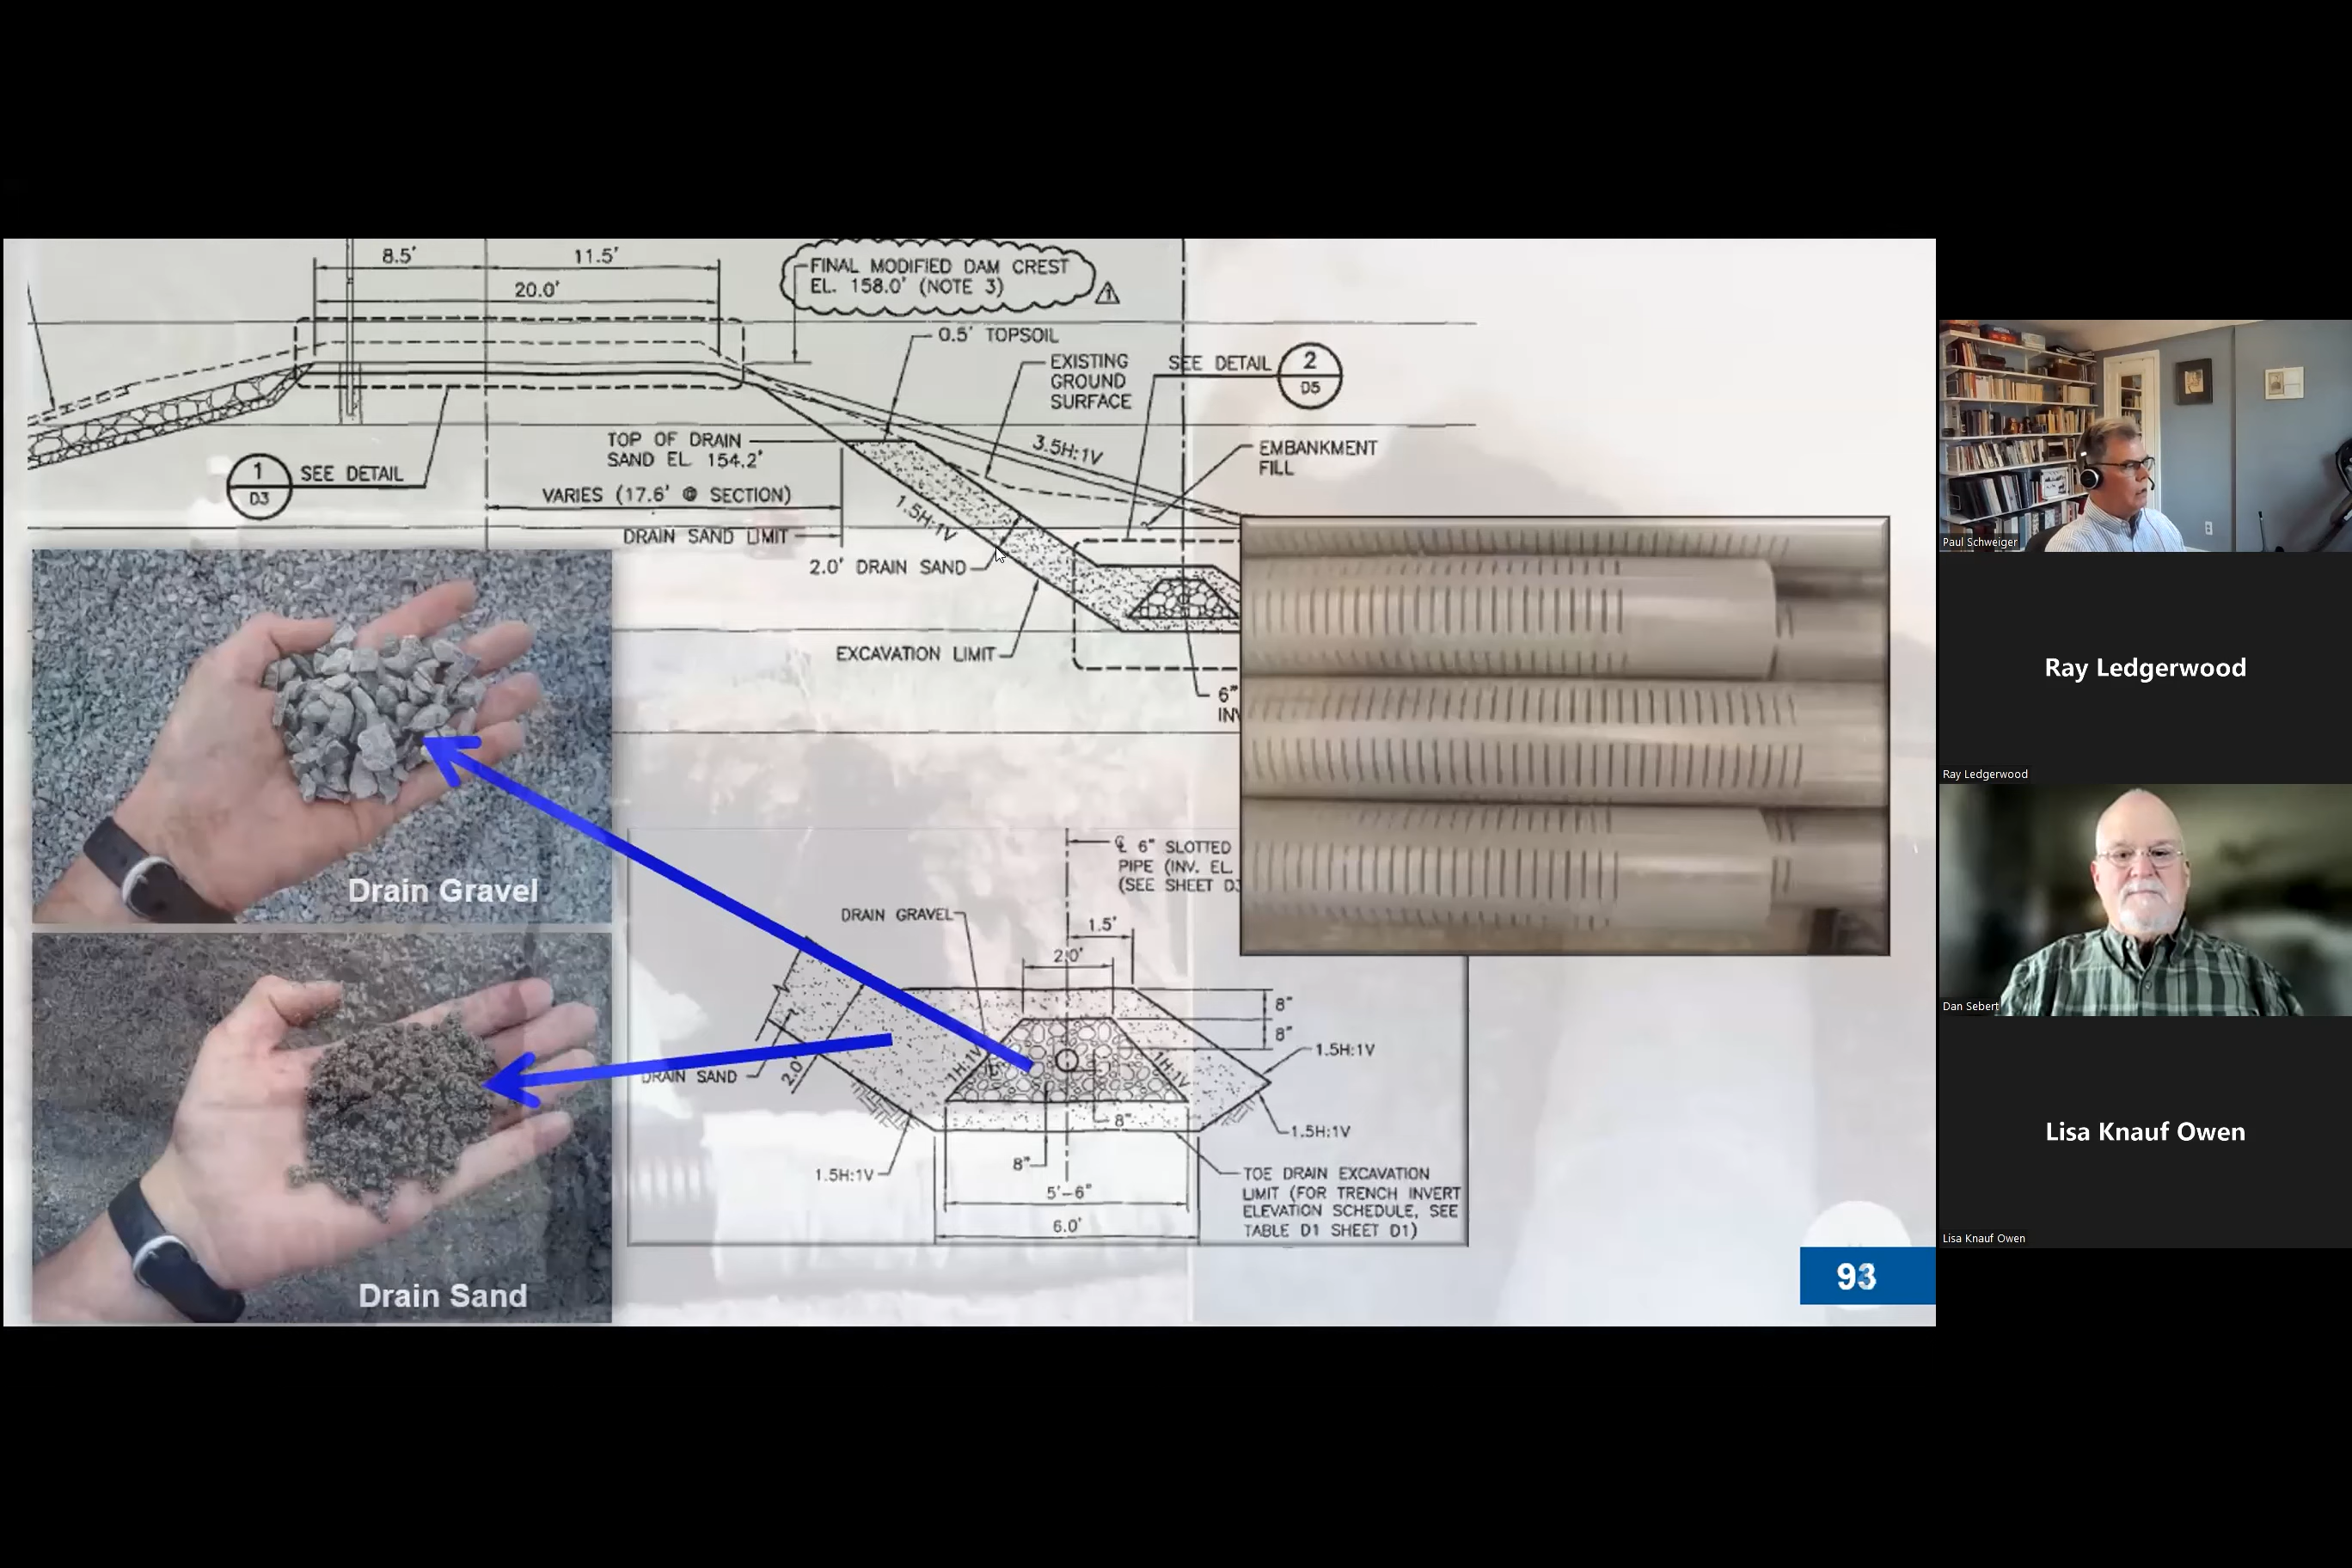 8.5'
11.5'
20.0'
FINAL MODIFIED DAM CREST
EL. 158.0' (NOTE 3)
1
0.5' TOPSOIL
EXISTING
GROUND
SURFACE
SEE DETAIL
2
D5
3.5H:1V
EMBANKMENT
FILL
TOP OF DRAIN
SAND EL. 154.2'
1
D3
SEE DETAIL
VARIES (17.6' @ SECTION)
DRAIN SAND LIMIT
1.5H:1V
2.0' DRAIN SAND
EXCAVATION LIMIT
6"
Drain Gravel
Drain Sand
℄ 6" SLOTTED
PIPE (INV. EL.
(SEE SHEET
DRAIN GRAVEL
1.5'
2.0'
8"
8"
1.5H:1V
1H:1V
1H:1V
DRAIN SAND
2.0'
8"
1.5H:1V
1.5H:1V
8"
5'-6"
6.0'
TOE DRAIN EXCAVATION
LIMIT (FOR TRENCH INVERT
ELEVATION SCHEDULE, SEE
TABLE D1 SHEET D1)
93
Paul Schweiger
Ray Ledgerwood
Ray Ledgerwood
Dan Sebert
Lisa Knauf Owen
Lisa Knauf Owen